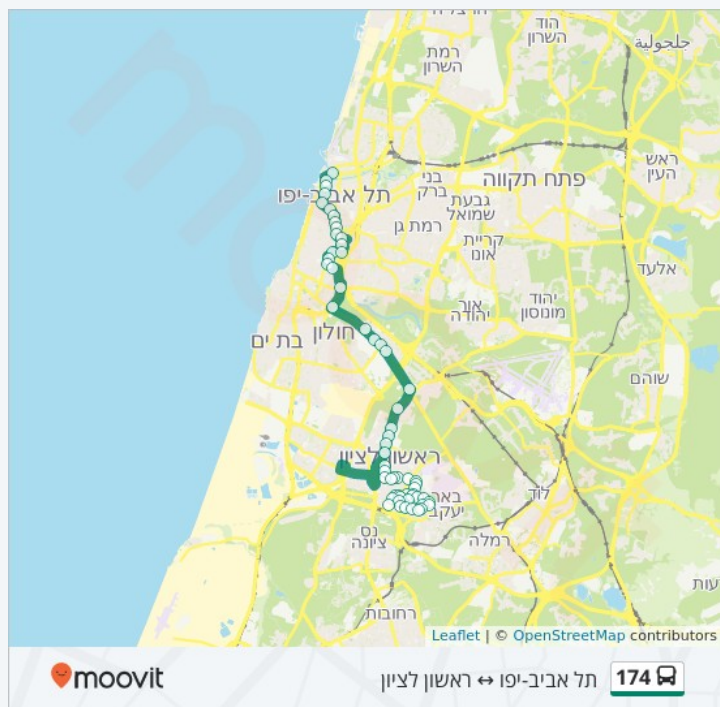 הוד
השרון
רמת
השרון
جلجولية
ראש
העין
בני
ברק
פתח תקווה
תל אביב-יפו
גבעת
שמואל
רמת גן
קריית
אונו
אלעד
אור
יהודה
יהוד
מונוסון
חולון
בת ים
שוהם
ראשון לציון
באר
יעקב
לוד
נס
ציונה
רמלה
רחובות
עות
Leaflet | © OpenStreetMap contributors
moovit
174 תל אביב-יפו ↔ ראשון לציון